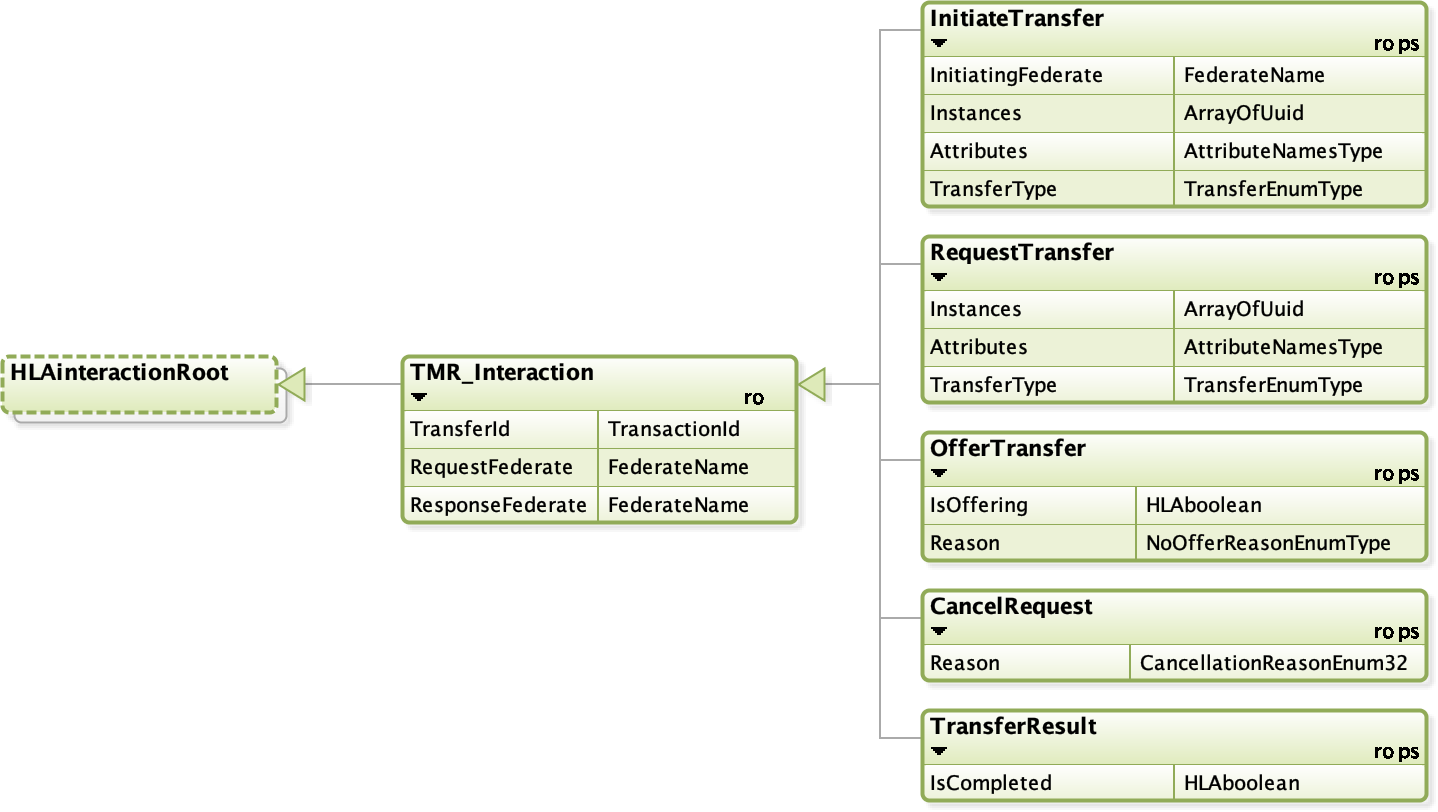 HLAinteractionRoot
TMR_Interaction
ro
TransferId TransactionId
RequestFederate FederateName
ResponseFederate FederateName
InitiateTransfer
ro ps
InitiatingFederate FederateName
Instances ArrayOfUuid
Attributes AttributeNamesType
TransferType TransferEnumType
RequestTransfer
ro ps
Instances ArrayOfUuid
Attributes AttributeNamesType
TransferType TransferEnumType
OfferTransfer
ro ps
IsOffering HLAboolean
Reason NoOfferReasonEnumType
CancelRequest
ro ps
Reason CancellationReasonEnum32
TransferResult
ro ps
IsCompleted HLAboolean